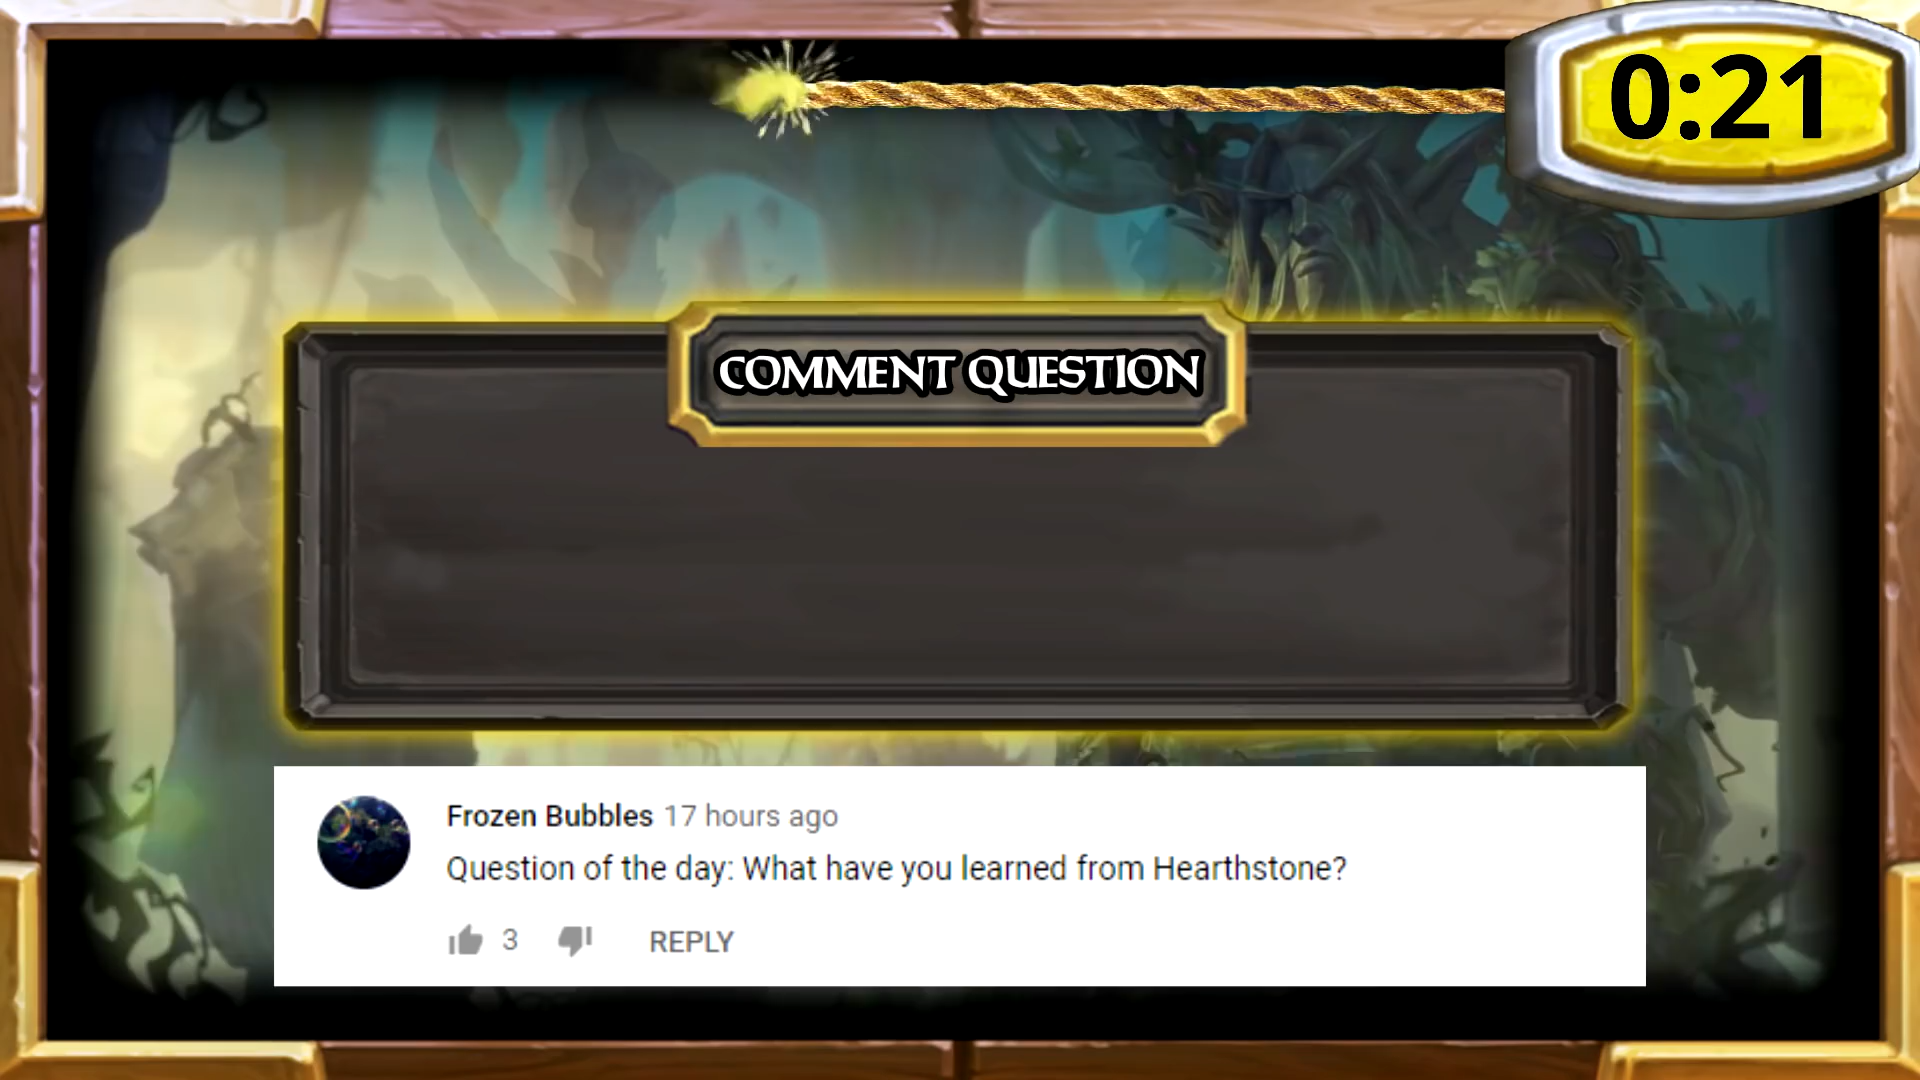 0:21
COMMENT QUESTION
Frozen Bubbles 17 hours ago
Question of the day: What have you learned from Hearthstone?
3 REPLY